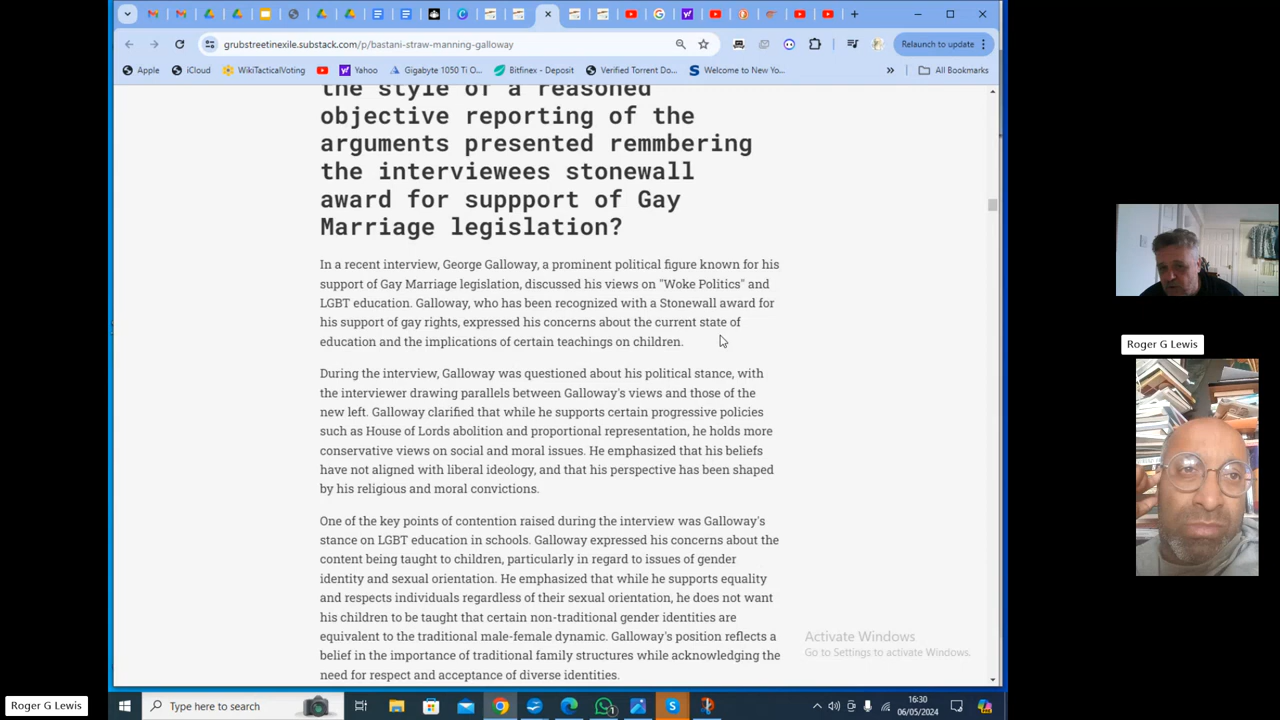 grubstreetinexile.substack.com/p/bastani-straw-manning-galloway
Relaunch to update
Apple
iCloud
WikiTacticalVoting
Yahoo
Gigabyte 1050 Ti O...
Bitfinex - Deposit
Verified Torrent Do...
Welcome to New Yo...
All Bookmarks
the style of a reasoned
objective reporting of the
arguments presented remmbering
the interviewees stonewall
award for suppport of Gay
Marriage legislation?
In a recent interview, George Galloway, a prominent political figure known for his
support of Gay Marriage legislation, discussed his views on "Woke Politics" and
LGBT education. Galloway, who has been recognized with a Stonewall award for
his support of gay rights, expressed his concerns about the current state of
education and the implications of certain teachings on children.
During the interview, Galloway was questioned about his political stance, with
the interviewer drawing parallels between Galloway's views and those of the
new left. Galloway clarified that while he supports certain progressive policies
such as House of Lords abolition and proportional representation, he holds more
conservative views on social and moral issues. He emphasized that his beliefs
have not aligned with liberal ideology, and that his perspective has been shaped
by his religious and moral convictions.
One of the key points of contention raised during the interview was Galloway's
stance on LGBT education in schools. Galloway expressed his concerns about the
content being taught to children, particularly in regard to issues of gender
identity and sexual orientation. He emphasized that while he supports equality
and respects individuals regardless of their sexual orientation, he does not want
his children to be taught that certain non-traditional gender identities are
equivalent to the traditional male-female dynamic. Galloway's position reflects a
belief in the importance of traditional family structures while acknowledging the
need for respect and acceptance of diverse identities.
Activate Windows
Go to Settings to activate Windows.
Roger G Lewis
Roger G Lewis
Type here to search
16:30
06/05/2024